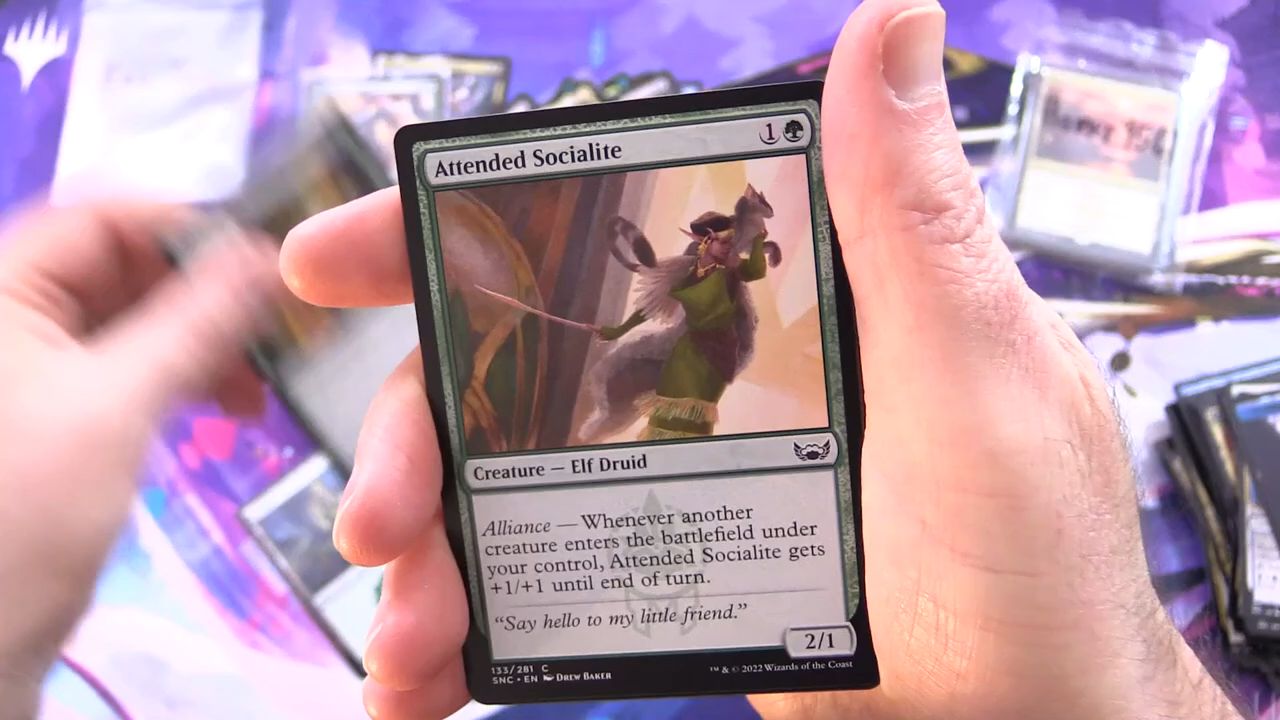 Attended Socialite
1
Creature — Elf Druid
Alliance — Whenever another
creature enters the battlefield under
your control, Attended Socialite gets
+1/+1 until end of turn.
“Say hello to my little friend.”
2/1
133/281 C
SNC • EN Drew Baker
™ & © 2022 Wizards of the Coast